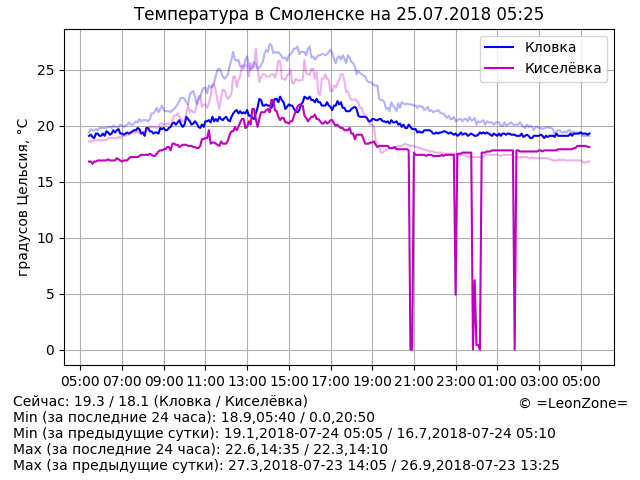 Температура в Смоленске на 25.07.2018 05:25
градусов Цельсия, °C
25
20
15
10
5
0
Кловка
Киселёвка
05:00 07:00 09:00 11:00 13:00 15:00 17:00 19:00 21:00 23:00 01:00 03:00 05:00
Сейчас: 19.3 / 18.1 (Кловка / Киселёвка)
© =LeonZone=
Min (за последние 24 часа): 18.9,05:40 / 0.0,20:50
Min (за предыдущие сутки): 19.1,2018-07-24 05:05 / 16.7,2018-07-24 05:10
Max (за последние 24 часа): 22.6,14:35 / 22.3,14:10
Max (за предыдущие сутки): 27.3,2018-07-23 14:05 / 26.9,2018-07-23 13:25